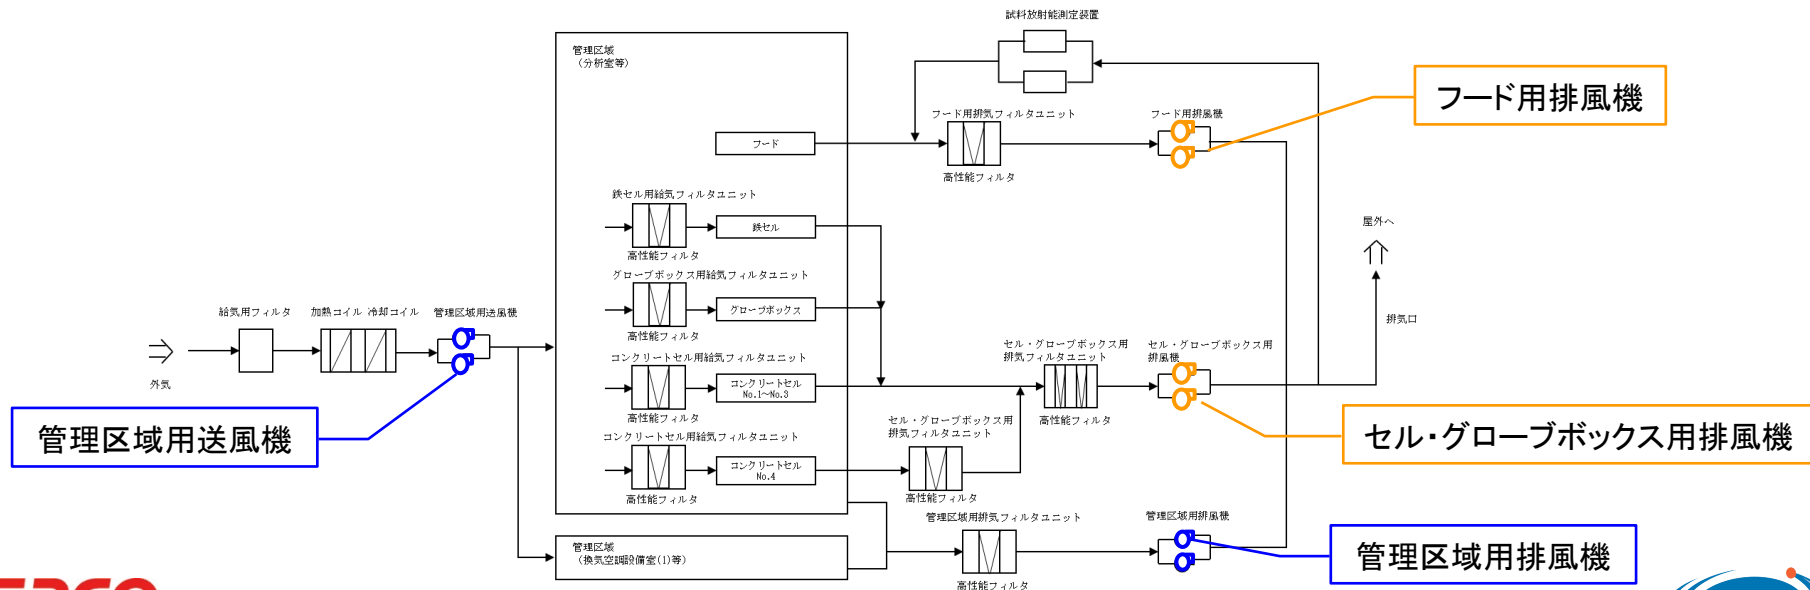 試料放射能測定装置
管理区域
(分析室等)
フード用排風機
フード用排気フィルタユニット
フード用排風機
フード
高性能フィルタ
鉄セル用給気フィルタユニット
鉄セル
高性能フィルタ
屋外へ
グローブボックス用給気フィルタユニット
グローブボックス
高性能フィルタ
給気用フィルタ
加熱コイル 冷却コイル
管理区域用送風機
排気口
外気
コンクリートセル用給気フィルタユニット
コンクリートセル
No.1~No.3
高性能フィルタ
セル・グローブボックス用
排気フィルタユニット
高性能フィルタ
セル・グローブボックス用
排風機
管理区域用送風機
セル・グローブボックス用排風機
コンクリートセル用給気フィルタユニット
コンクリートセル
No.4
高性能フィルタ
セル・グローブボックス用
排気フィルタユニット
高性能フィルタ
管理区域用排気フィルタユニット
管理区域用排風機
管理区域
(換気空調設備室(1)等)
高性能フィルタ
管理区域用排風機